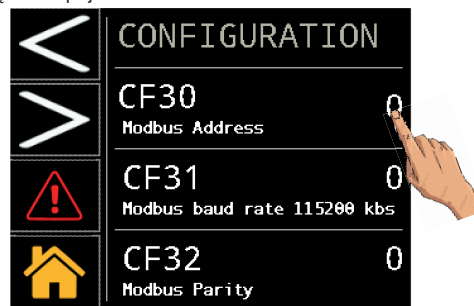 CONFIGURATION
CF30 0
Modbus Address
CF31 0
Modbus baud rate 115200 kbs
CF32 0
Modbus Parity